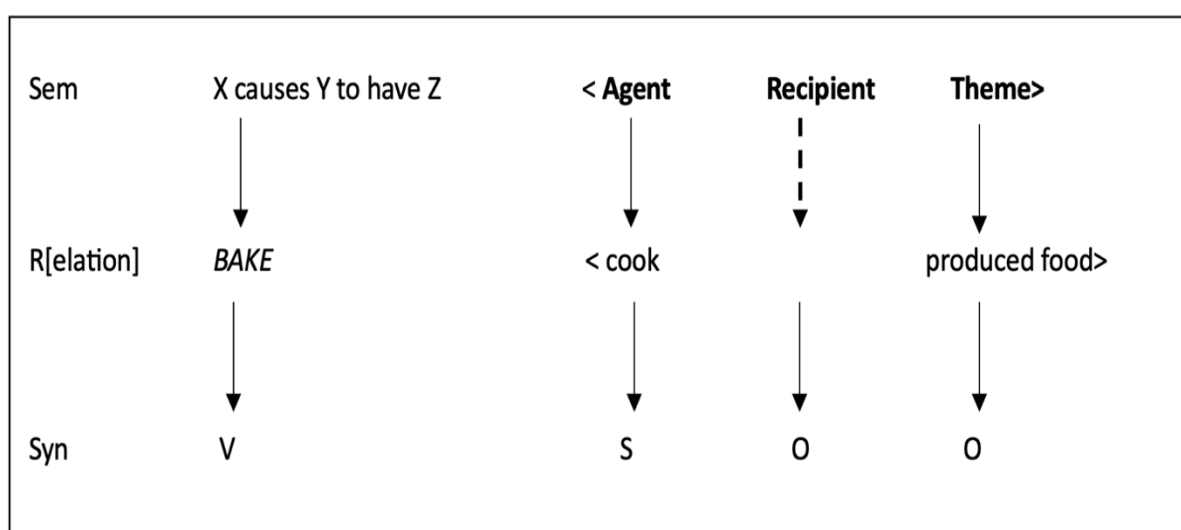 Sem X causes Y to have Z < Agent Recipient Theme>
R[elation] BAKE < cook produced food>
Syn V S O O